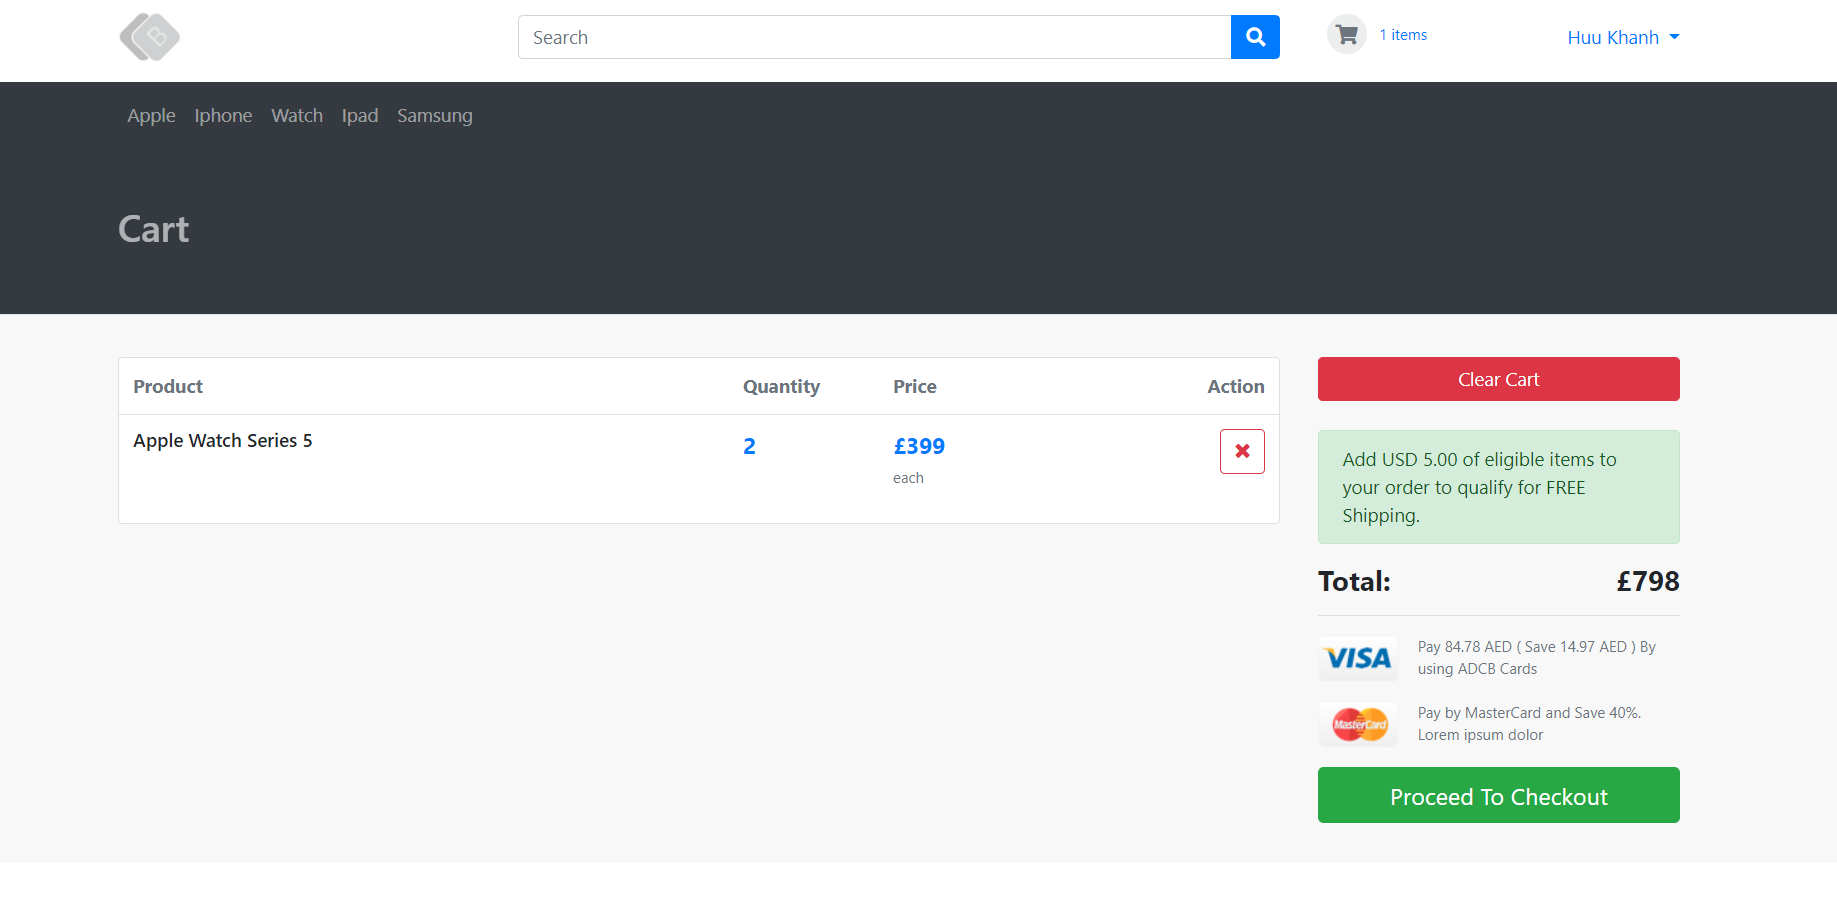 B
Search
1 items
Huu Khanh
Apple Iphone Watch Ipad Samsung
Cart
Product Quantity Price Action
Apple Watch Series 5 2 £399
each
Clear Cart
Add USD 5.00 of eligible items to
your order to qualify for FREE
Shipping.
Total: £798
VISA
Pay 84.78 AED ( Save 14.97 AED ) By
using ADCB Cards
MasterCard
Pay by MasterCard and Save 40%.
Lorem ipsum dolor
Proceed To Checkout